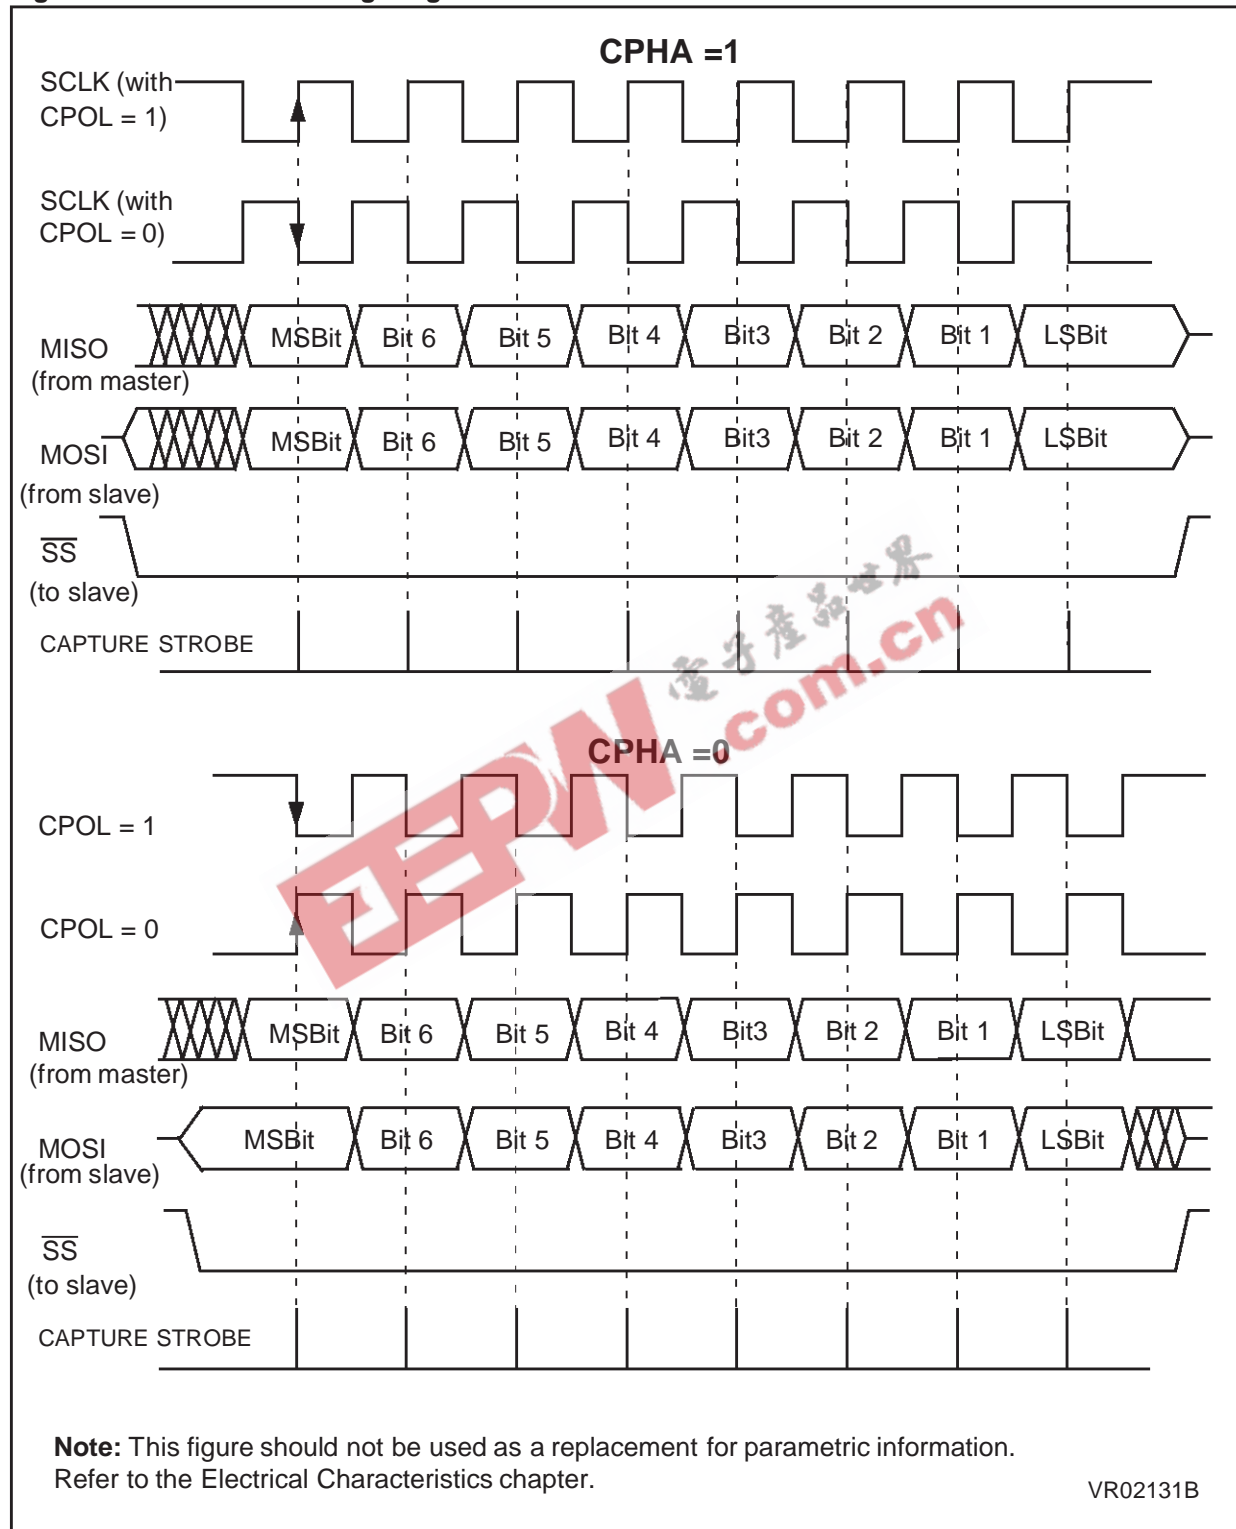 CPHA =1
SCLK (with
CPOL = 1)
SCLK (with
CPOL = 0)
MISO
(from master)
MSBit Bit 6 Bit 5 Bit 4 Bit3 Bit 2 Bit 1 LSBit
MOSI
(from slave)
MSBit Bit 6 Bit 5 Bit 4 Bit3 Bit 2 Bit 1 LSBit
SS
(to slave)
CAPTURE STROBE
電子產品世界
EEPW .com.cn
CPHA =0
CPOL = 1
CPOL = 0
MISO
(from master)
MSBit Bit 6 Bit 5 Bit 4 Bit3 Bit 2 Bit 1 LSBit
MOSI
(from slave)
MSBit Bit 6 Bit 5 Bit 4 Bit3 Bit 2 Bit 1 LSBit
SS
(to slave)
CAPTURE STROBE
Note: This figure should not be used as a replacement for parametric information.
Refer to the Electrical Characteristics chapter.
VR02131B